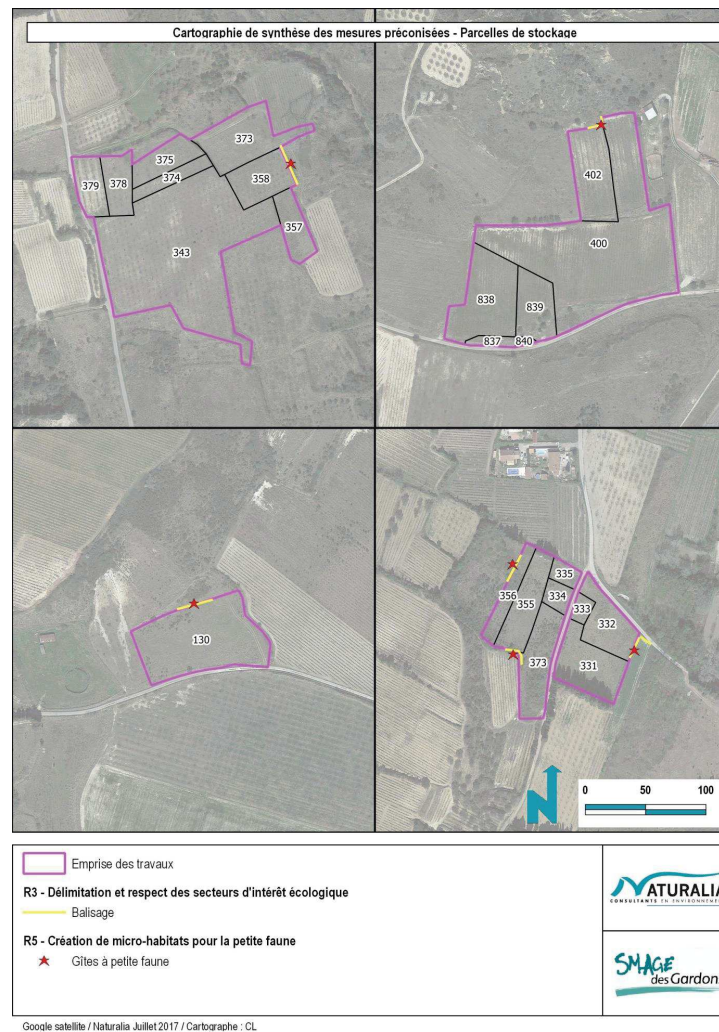 Cartographie de synthèse des mesures préconisées - Parcelles de stockage
373
375
379
378
374
358
357
343
402
400
838
839
837
840
130
335
356
355
334
333
332
373
331
0 50 100
N
Emprise des travaux
R3 - Délimitation et respect des secteurs d'intérêt écologique
Balisage
R5 - Création de micro-habitats pour la petite faune
Gîtes à petite faune
NATURALIA
CONSULTANTS EN ENVIRONNEME
SMAGE
des Gardon
Google satellite / Naturalia Juillet 2017 / Cartographe : CL